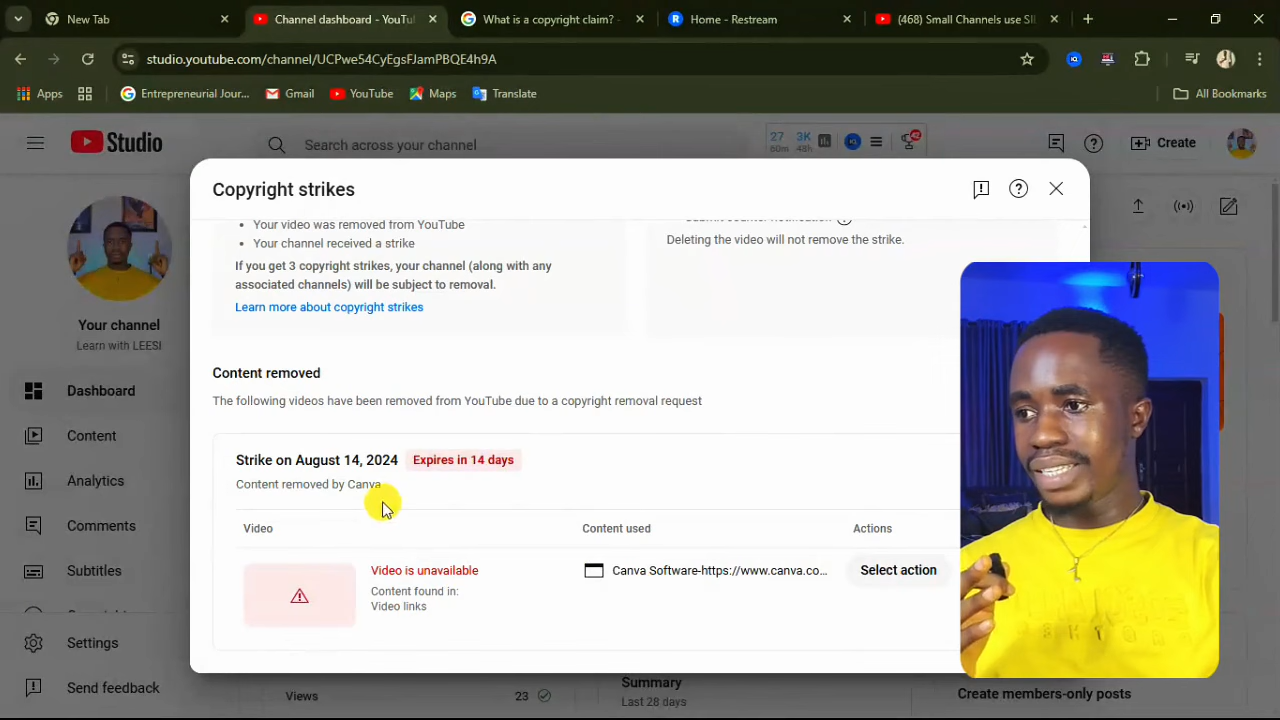 New Tab
Channel dashboard - YouTu
What is a copyright claim? -
Home - Restream
(468) Small Channels use SI
studio.youtube.com/channel/UCPwe54CyEgsFJamPBQE4h9A
Apps
Entrepreneurial Jour...
Gmail
YouTube
Maps
Translate
All Bookmarks
Studio
Search across your channel
27
60m
3K
48h
42
Create
Copyright strikes
Your channel
Learn with LEESI
Dashboard
Content
Analytics
Comments
Subtitles
Settings
Send feedback
• Your video was removed from YouTube
• Your channel received a strike
If you get 3 copyright strikes, your channel (along with any
associated channels) will be subject to removal.
Learn more about copyright strikes
Submit counter notification
Deleting the video will not remove the strike.
Content removed
The following videos have been removed from YouTube due to a copyright removal request
Strike on August 14, 2024
Expires in 14 days
Content removed by Canva
Video
Content used
Actions
Video is unavailable
Content found in:
Video links
Canva Software-https://www.canva.co...
Select action
Views
23
Summary
Last 28 days
Create members-only posts